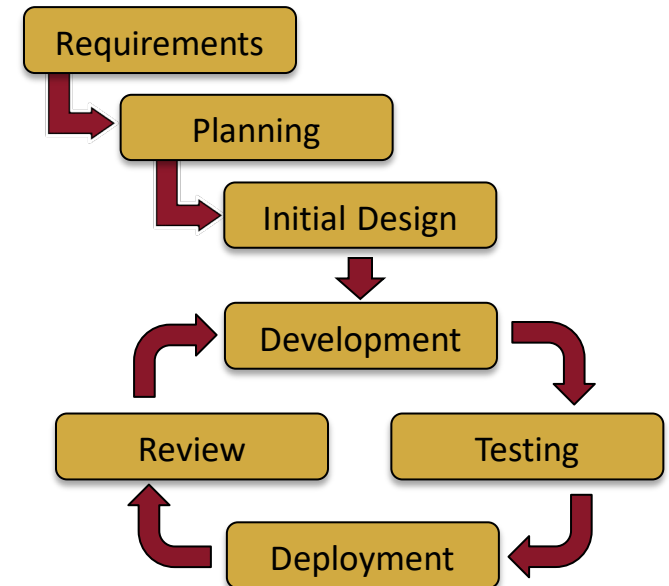 Requirements
Planning
Initial Design
Development
Review
Testing
Deployment